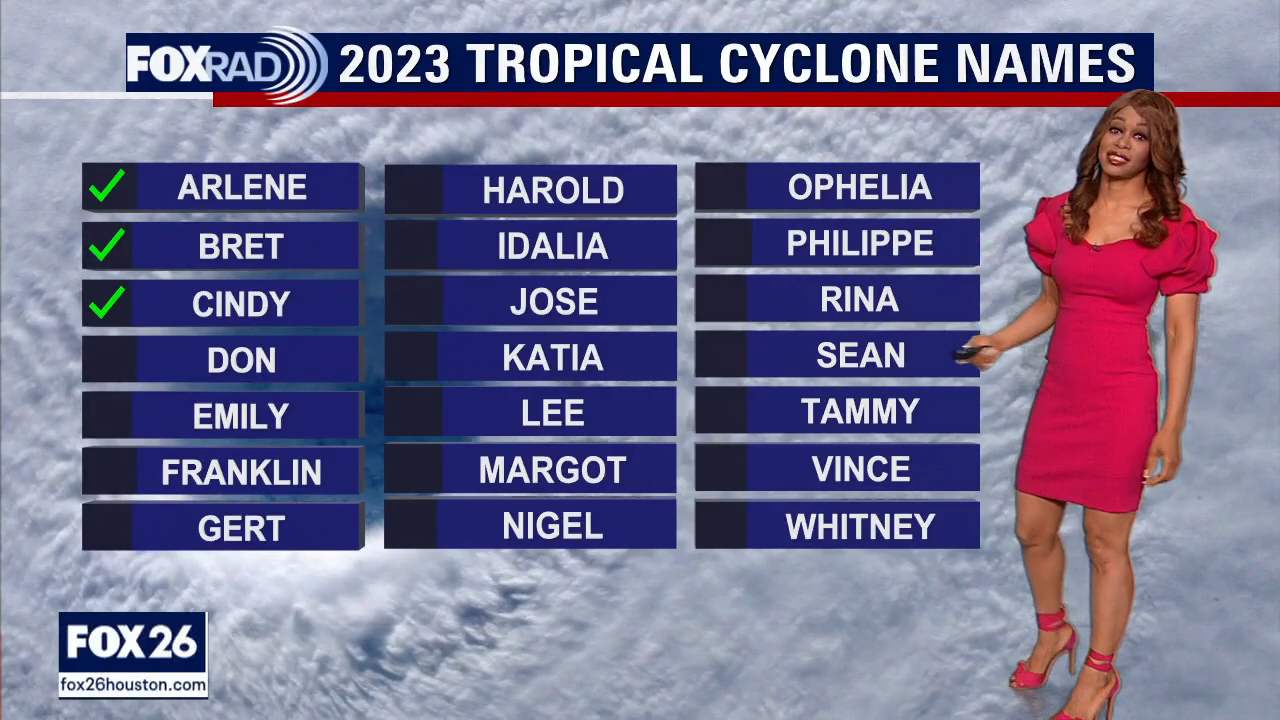 FOXRAD 2023 TROPICAL CYCLONE NAMES
ARLENE
BRET
CINDY
DON
EMILY
FRANKLIN
GERT
HAROLD
IDALIA
JOSE
KATIA
LEE
MARGOT
NIGEL
OPHELIA
PHILIPPE
RINA
SEAN
TAMMY
VINCE
WHITNEY
FOX 26
fox26houston.com